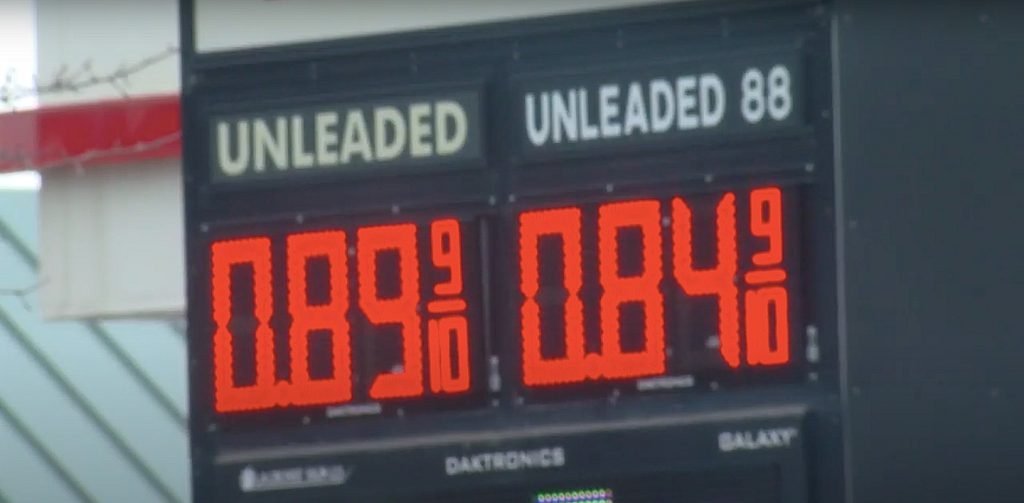 UNLEADED
UNLEADED 88
0.89 9/10
0.84 9/10
DAKTRONICS
GALAXY